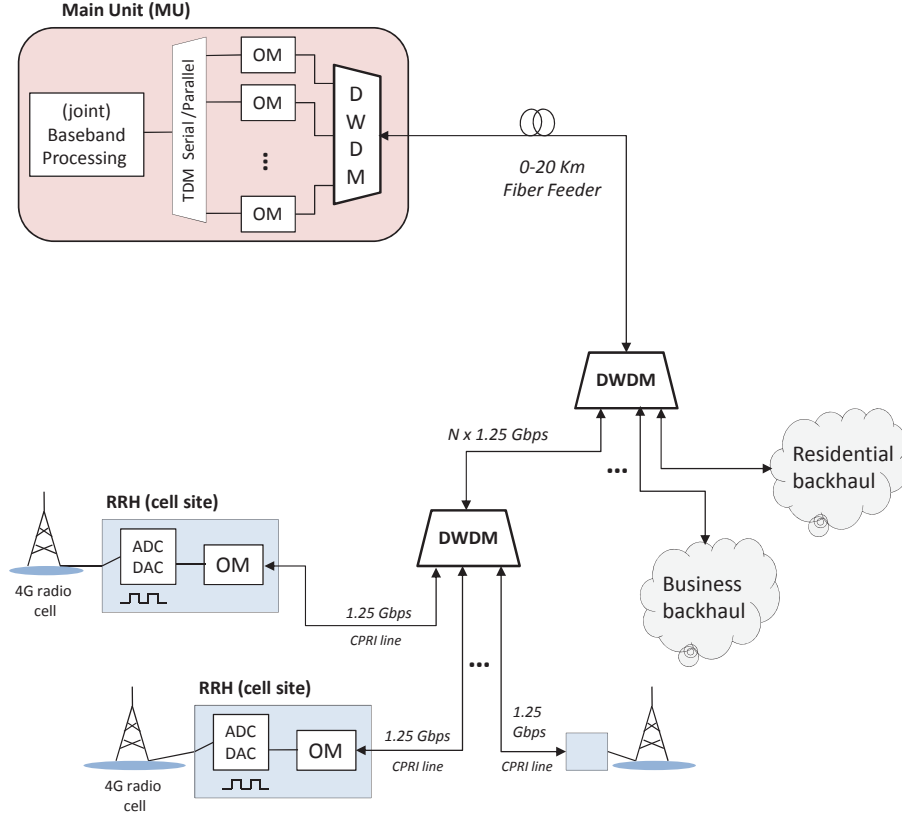 Main Unit (MU)
(joint)
Baseband
Processing
TDM Serial /Parallel
OM
OM
...
OM
D
W
D
M
0-20 Km
Fiber Feeder
DWDM
N x 1.25 Gbps
...
Residential
backhaul
Business
backhaul
DWDM
RRH (cell site)
ADC
DAC
OM
4G radio
cell
1.25 Gbps
CPRI line
...
RRH (cell site)
ADC
DAC
OM
4G radio
cell
1.25 Gbps
CPRI line
1.25
Gbps
CPRI line